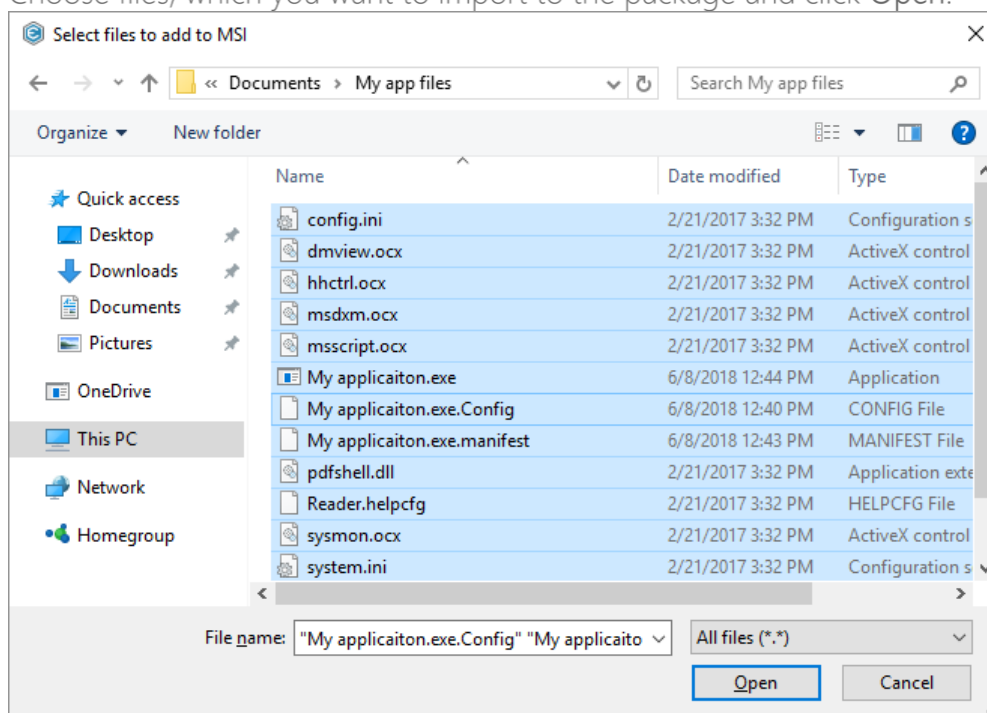 Choose files, which you want to import to the package and click Open.
Select files to add to MSI
« Documents › My app files
Search My app files
Organize
New folder
Name Date modified Type
Quick access
Desktop
Downloads
Documents
Pictures
OneDrive
This PC
Network
Homegroup
config.ini 2/21/2017 3:32 PM Configuration s
dmview.ocx 2/21/2017 3:32 PM ActiveX control
hhctrl.ocx 2/21/2017 3:32 PM ActiveX control
msdxm.ocx 2/21/2017 3:32 PM ActiveX control
msscript.ocx 2/21/2017 3:32 PM ActiveX control
My applicaiton.exe 6/8/2018 12:44 PM Application
My applicaiton.exe.Config 6/8/2018 12:40 PM CONFIG File
My applicaiton.exe.manifest 6/8/2018 12:43 PM MANIFEST File
pdfshell.dll 2/21/2017 3:32 PM Application exte
Reader.helpcfg 2/21/2017 3:32 PM HELPCFG File
sysmon.ocx 2/21/2017 3:32 PM ActiveX control
system.ini 2/21/2017 3:32 PM Configuration s
File name: "My applicaiton.exe.Config" "My applicaito
All files (*.*)
Open
Cancel